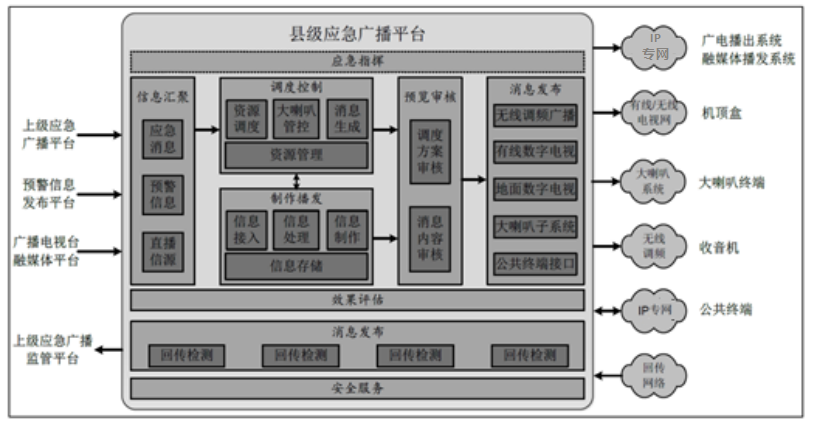 县级应急广播平台
应急指挥
信息汇聚
应急
消息
预警
信息
直播
信源
调度控制
资源
调度
大喇叭
管控
消息
生成
资源管理
制作播发
信息
接入
信息
处理
信息
制作
信息存储
预览审核
调度
方案
审核
消息
内容
审核
消息发布
无线调频广播
有线数字电视
地面数字电视
大喇叭子系统
公共终端接口
效果评估
消息发布
回传检测
回传检测
回传检测
回传检测
安全服务
上级应急
广播平台
预警信息
发布平台
广播电视台
融媒体平台
上级应急广播
监管平台
IP
专网
广电播出系统
融媒体播发系统
有线/无线
电视网
机顶盒
大喇叭
系统
大喇叭终端
无线
调频
收音机
IP专网
公共终端
回传
网络